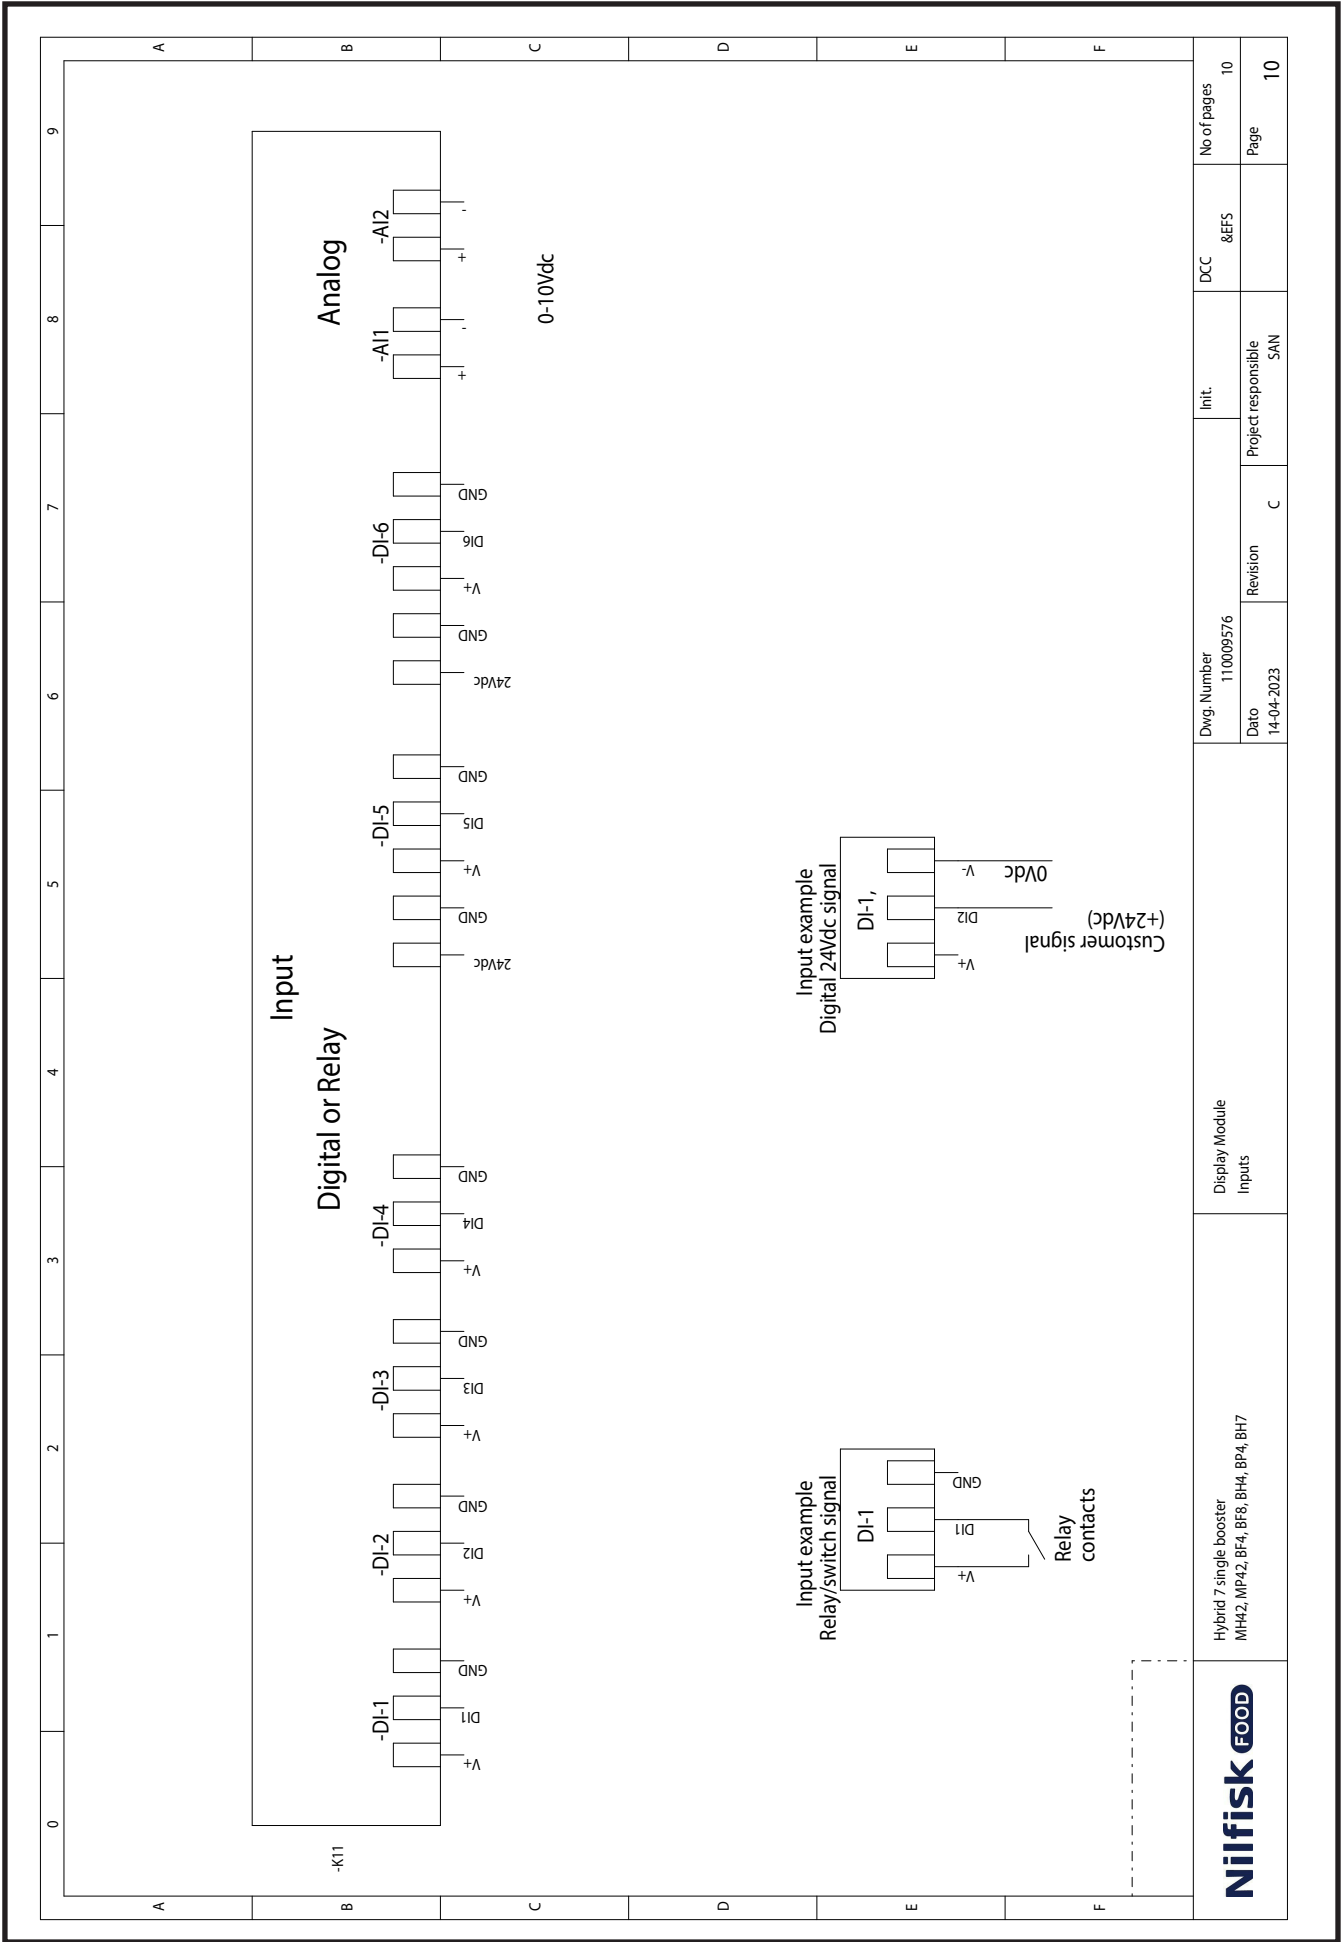 0 1 2 3 4 5 6 7 8 9
A A
B B
C C
D D
E E
F F
-K11
Input
Digital or Relay
Analog
-DI-1
-DI-2
-DI-3
-DI-4
-DI-5
-DI-6
-AI1
-AI2
V+ DI1 GND
V+ DI2 GND
V+ DI3 GND
V+ DI4 GND
24Vdc GND V+ DI5 GND
24Vdc GND V+ DI6 GND
+ -
+ -
0-10Vdc
Input example
Relay/switch signal
DI-1
V+ DI1 GND
Relay
contacts
Input example
Digital 24Vdc signal
DI-1,
V+ DI2 V-
Customer signal
(+24Vdc)
0Vdc
Nilfisk FOOD
Hybrid 7 single booster
MH42, MP42, BF4, BF8, BH4, BP4, BH7
Display Module
Inputs
Dwg. Number
110009576
Init.
DCC
&EFS
No of pages
10
Dato
14-04-2023
Revision
C
Project responsible
SAN
Page
10